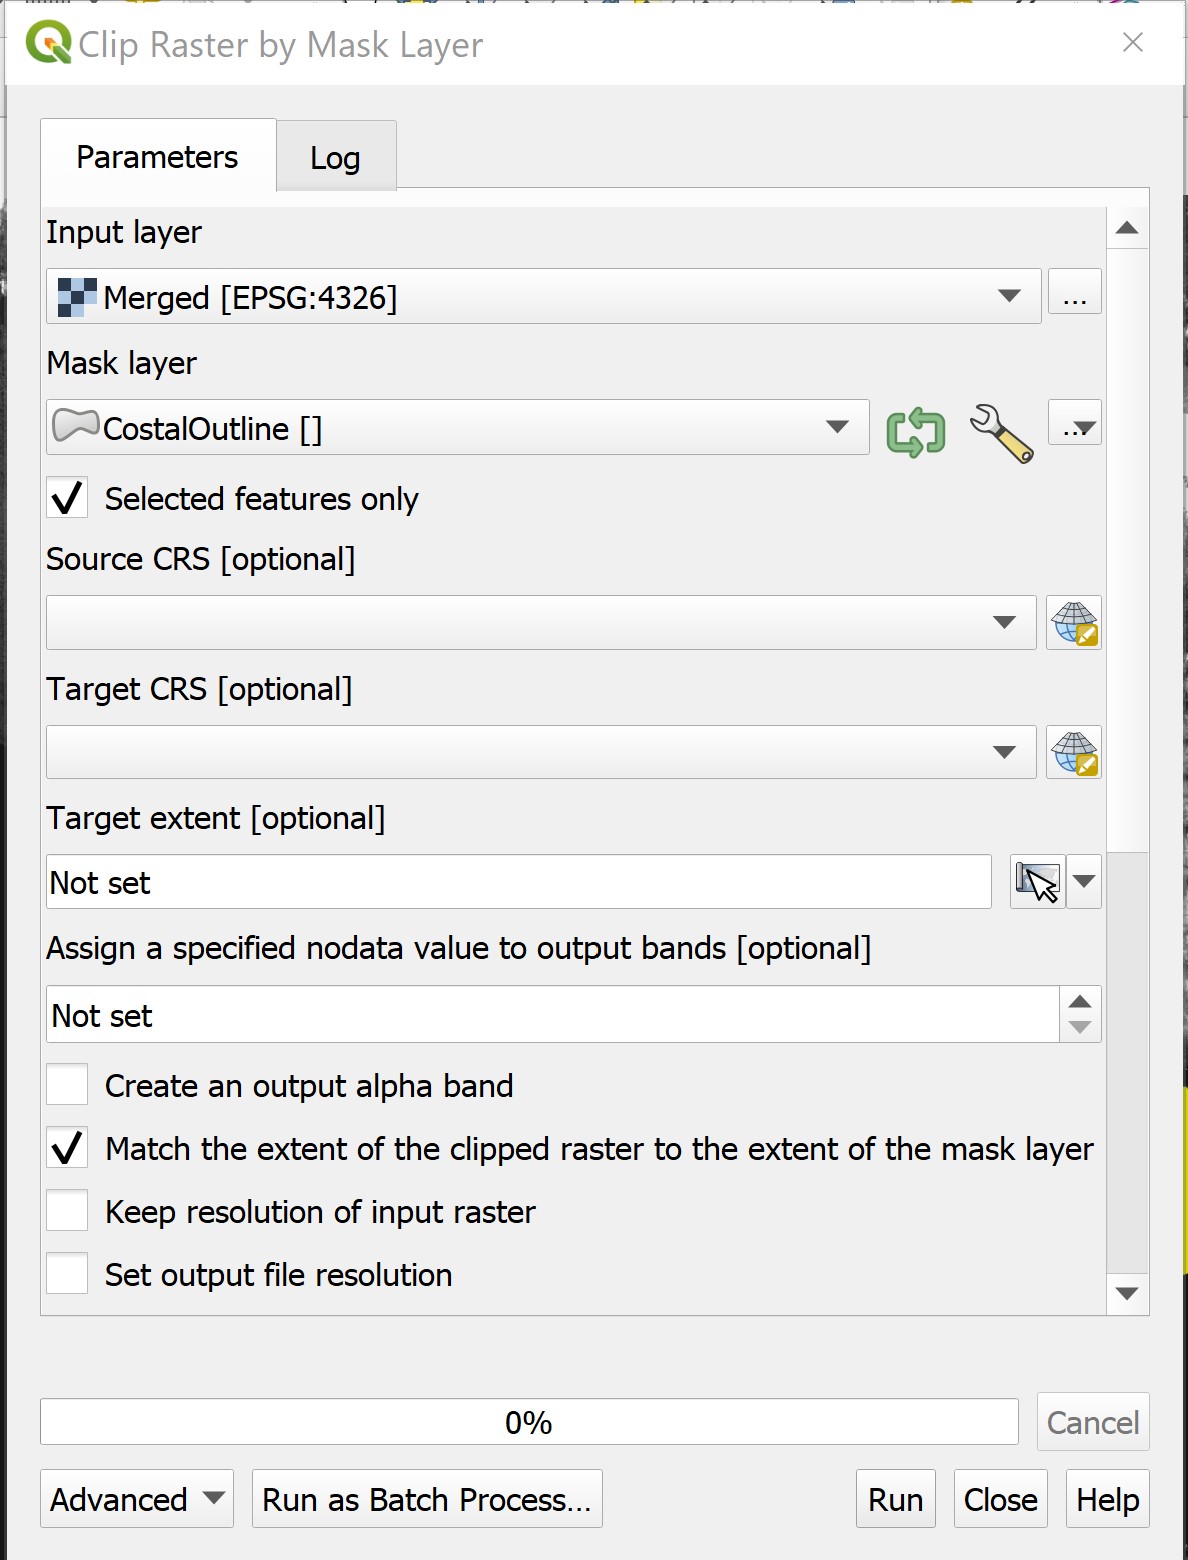 Clip Raster by Mask Layer
Parameters
Log
Input layer
Merged [EPSG:4326]
...
Mask layer
CostalOutline []
...
Selected features only
Source CRS [optional]
Target CRS [optional]
Target extent [optional]
Not set
Assign a specified nodata value to output bands [optional]
Not set
Create an output alpha band
Match the extent of the clipped raster to the extent of the mask layer
Keep resolution of input raster
Set output file resolution
0%
Cancel
Advanced
Run as Batch Process...
Run
Close
Help